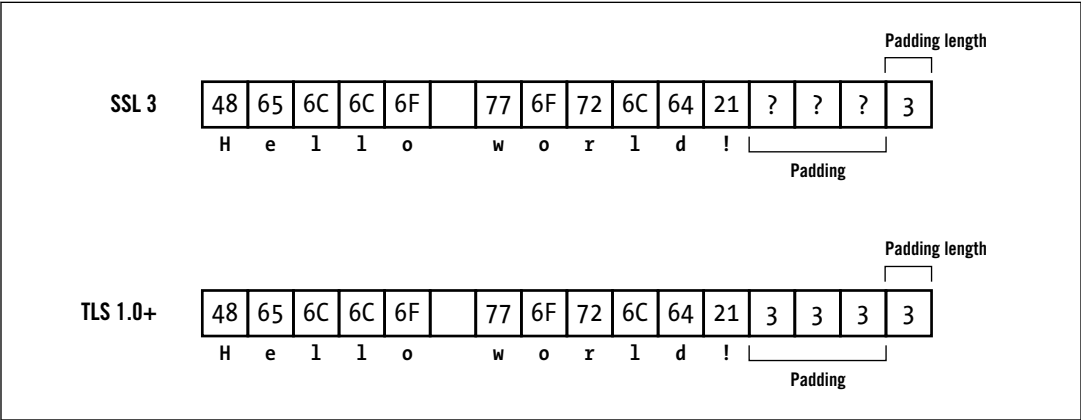 Padding length
SSL 3 48 65 6C 6C 6F 77 6F 72 6C 64 21 ? ? ? 3
H e l l o w o r l d !
Padding
Padding length
TLS 1.0+ 48 65 6C 6C 6F 77 6F 72 6C 64 21 3 3 3 3
H e l l o w o r l d !
Padding